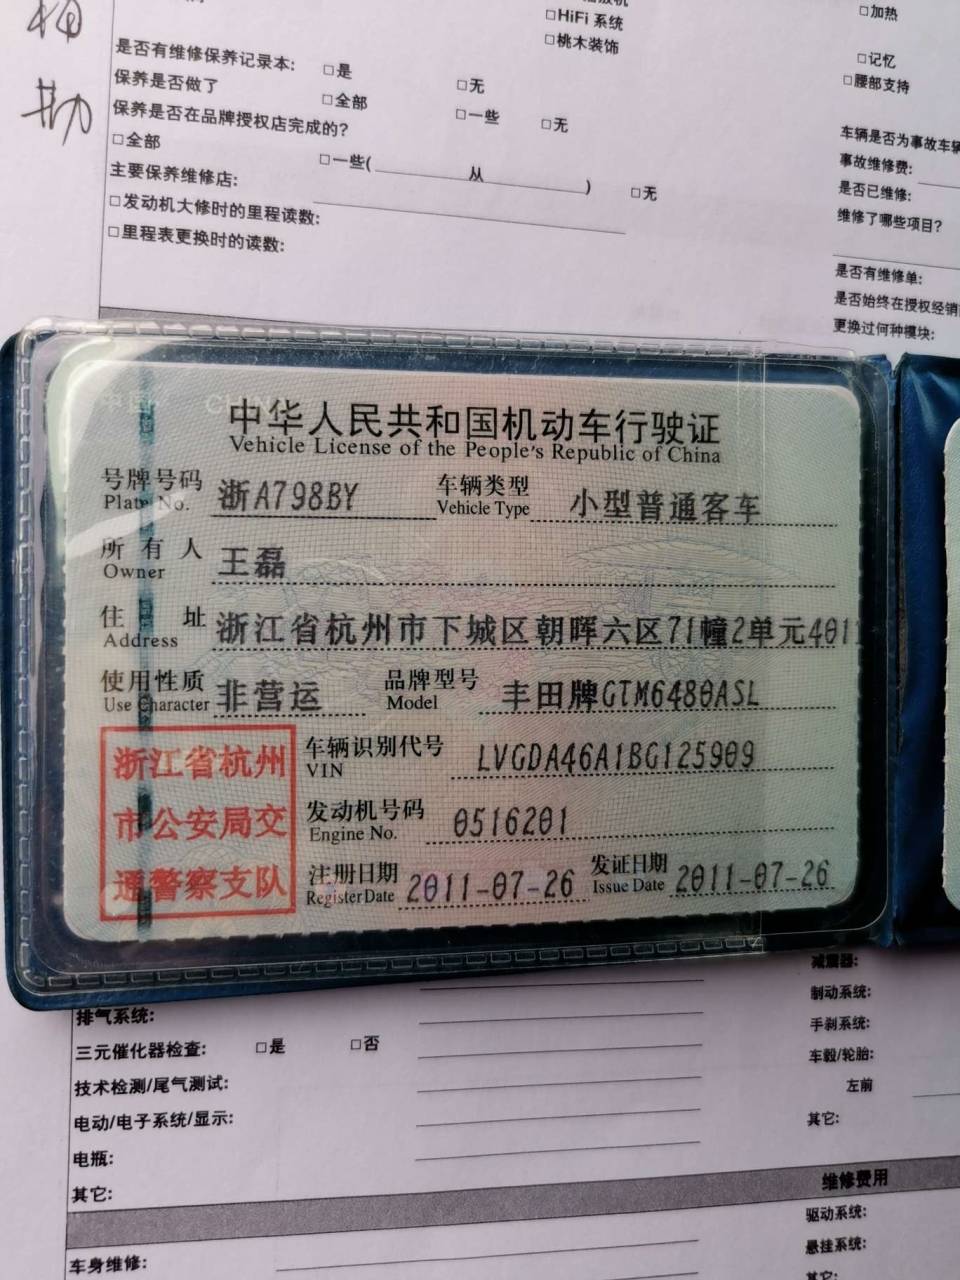 HiFi 系统
□加热
□桃木装饰
是否有维修保养记录本: □是 □无
□记忆
保养是否做了 □全部 □一些 □无
□腰部支持
保养是否在品牌授权店完成的?
□全部 □一些( 从 ) □无
车辆是否为事故车辆
主要保养维修店:
事故维修费:
□发动机大修时的里程读数:
是否已维修:
□里程表更换时的读数:
维修了哪些项目?
是否有维修单:
是否始终在授权经销
更换过何种模块:
中华人民共和国机动车行驶证
Vehicle License of the People's Republic of China
号牌号码 浙A798BY 车辆类型 小型普通客车
Plate No. Vehicle Type
所有人 王磊
Owner
住址 浙江省杭州市下城区朝晖六区71幢2单元401
Address
使用性质 非营运 品牌型号 丰田牌GTM6480ASL
Use Character Model
浙江省杭州
市公安局交
通警察支队
车辆识别代号 LVGDA46A1BG125909
VIN
发动机号码 0516201
Engine No.
注册日期 2011-07-26 发证日期 2011-07-26
Register Date Issue Date
减震器:
制动系统:
排气系统:
手刹系统:
三元催化器检查: □是 □否
车毂/轮胎:
技术检测/尾气测试:
左前
电动/电子系统/显示:
其它:
电瓶:
其它:
维修费用
驱动系统:
车身维修:
悬挂系统:
其它: